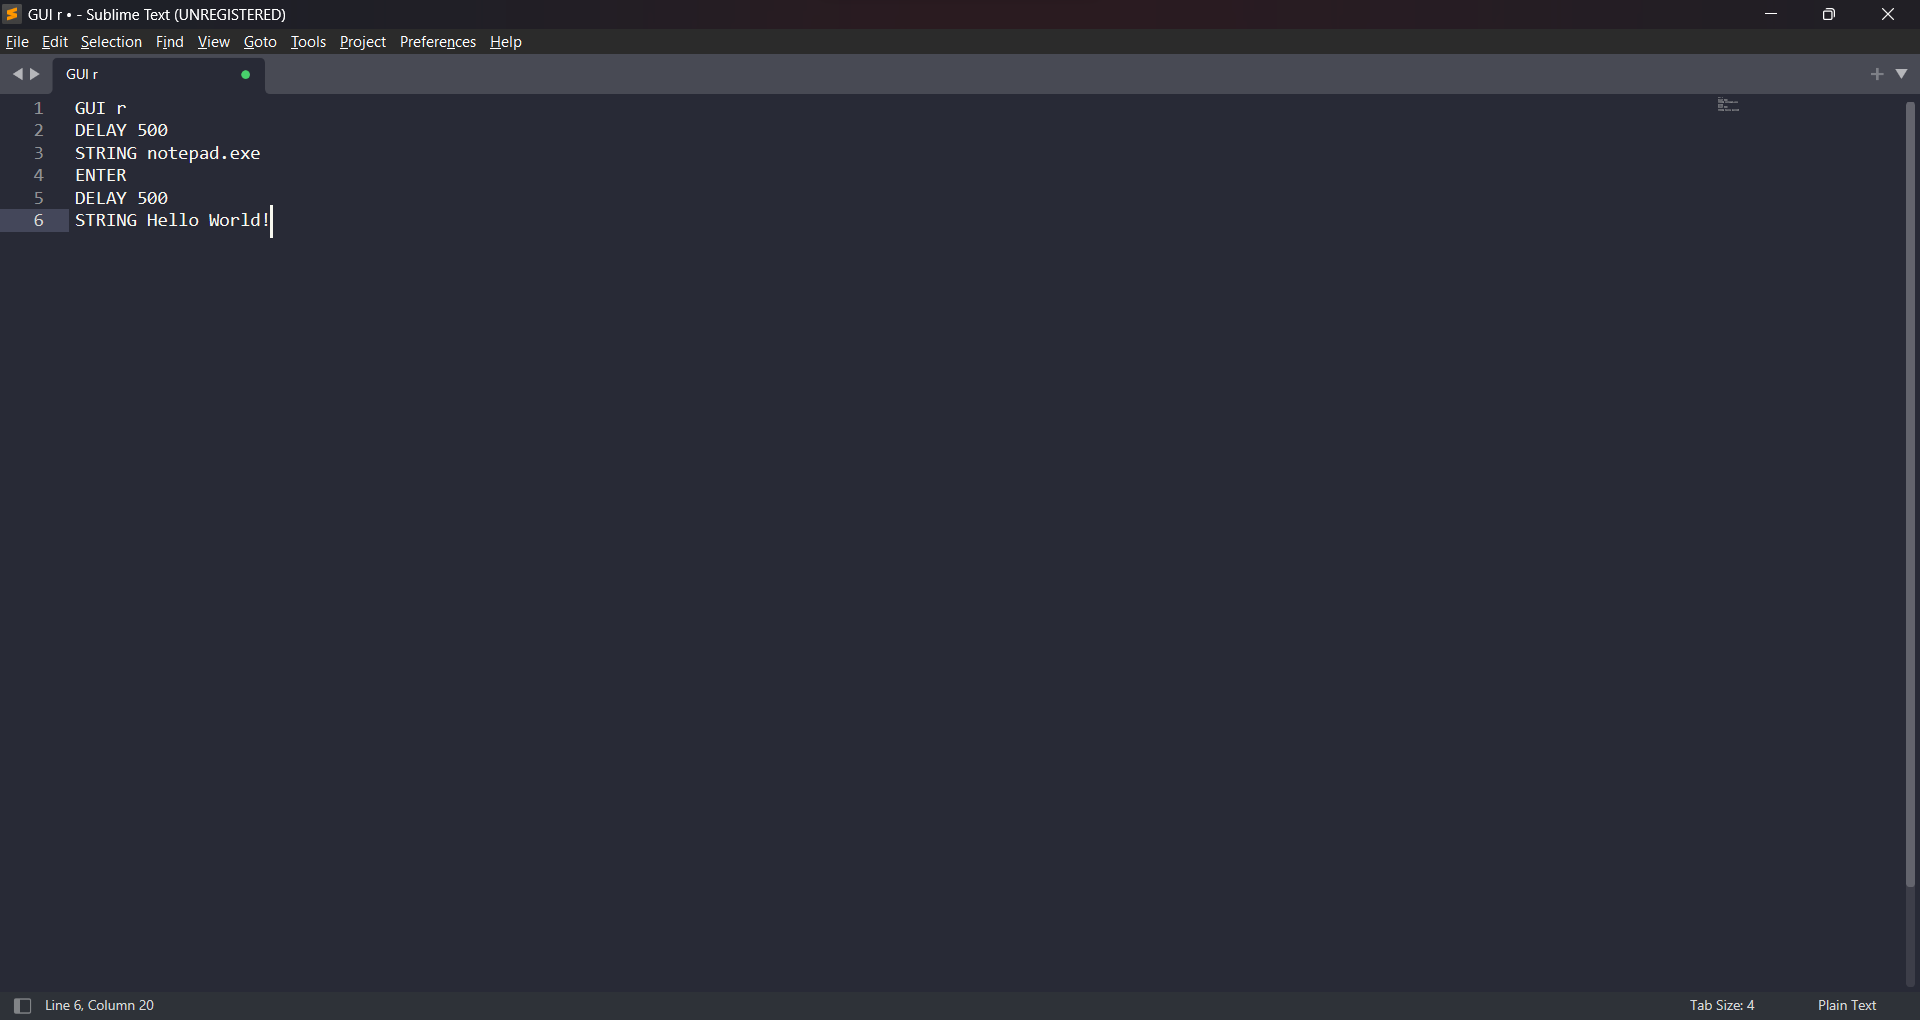 GUI r • - Sublime Text (UNREGISTERED)
File Edit Selection Find View Goto Tools Project Preferences Help
GUI r
1 GUI r
2 DELAY 500
3 STRING notepad.exe
4 ENTER
5 DELAY 500
6 STRING Hello World!
Line 6, Column 20 Tab Size: 4 Plain Text